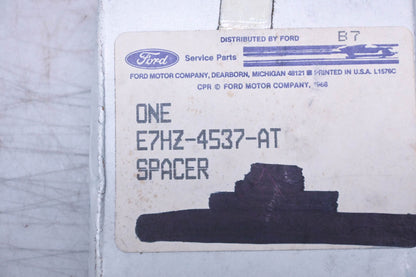 DISTRIBUTED BY FORD B7
Ford Service Parts
FORD MOTOR COMPANY, DEARBORN, MICHIGAN 48121 PRINTED IN U.S.A. L1576C
CPR © FORD MOTOR COMPANY, 1968
ONE
E7HZ-4537-AT
SPACER